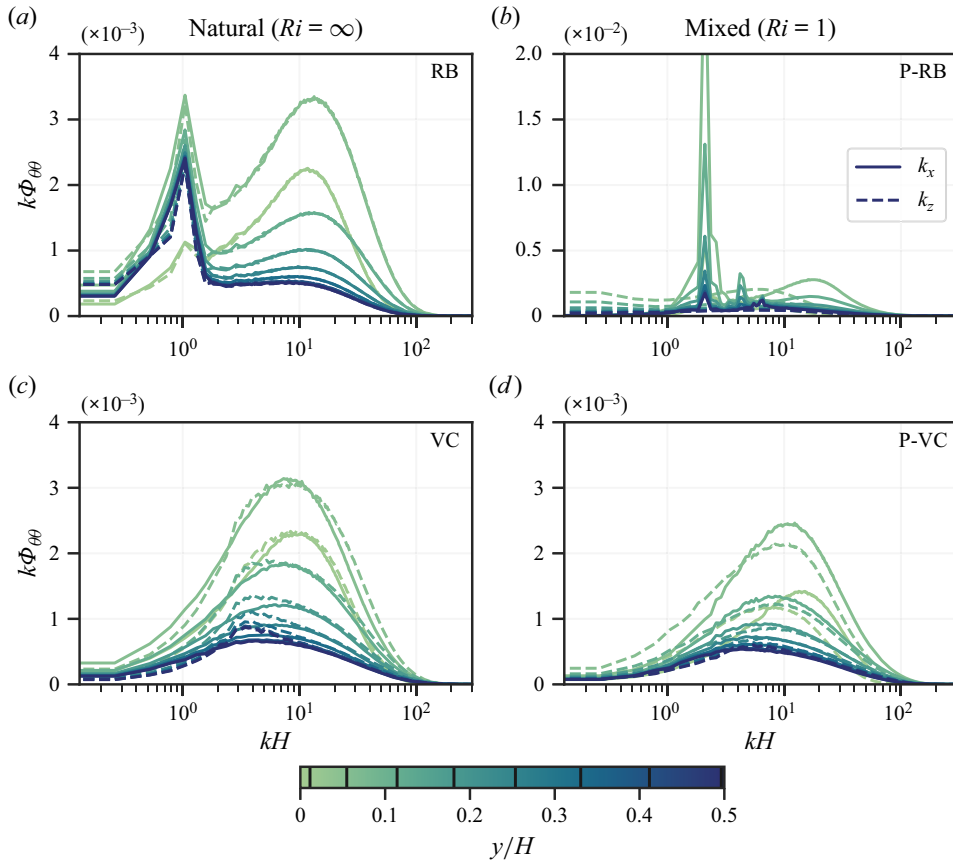 (a) Natural (Ri = ∞) (b) Mixed (Ri = 1)
(×10⁻³) (×10⁻²)
4 RB 2.0 P-RB
3 1.5
kₓ
k_z
kΦθθ 2 1.0
1 0.5
0 0
10⁰ 10¹ 10² 10⁰ 10¹ 10²
(c) (d)
(×10⁻³) (×10⁻³)
4 VC 4 P-VC
3 3
kΦθθ 2 2
1 1
0 0
10⁰ 10¹ 10² 10⁰ 10¹ 10²
kH kH
0 0.1 0.2 0.3 0.4 0.5
y/H